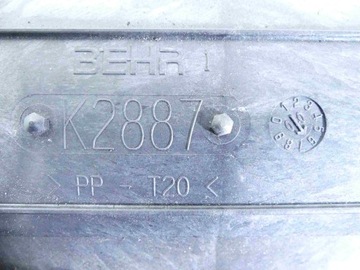 BEHR 1
K2887
> PP - T20 <